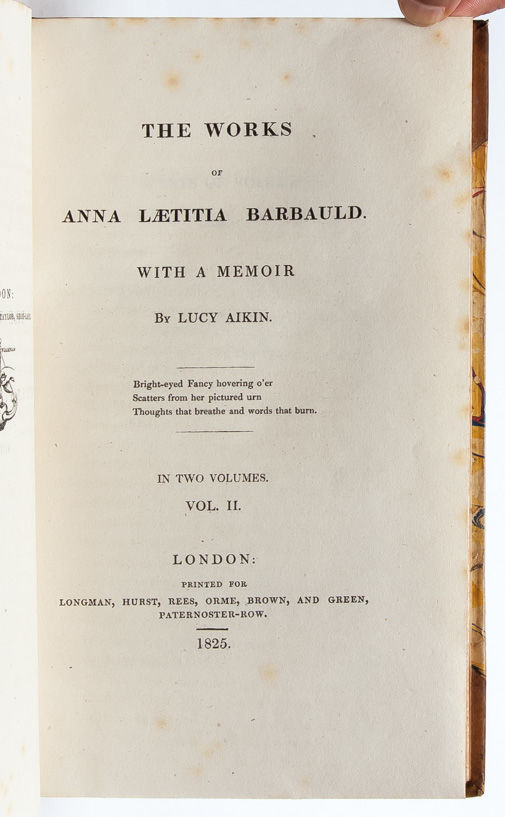 THE WORKS
OF
ANNA LÆTITIA BARBAULD.
WITH A MEMOIR
By LUCY AIKIN.
Bright-eyed Fancy hovering o'er
Scatters from her pictured urn
Thoughts that breathe and words that burn.
IN TWO VOLUMES.
VOL. II.
LONDON:
PRINTED FOR
LONGMAN, HURST, REES, ORME, BROWN, AND GREEN,
PATERNOSTER-ROW.
1825.